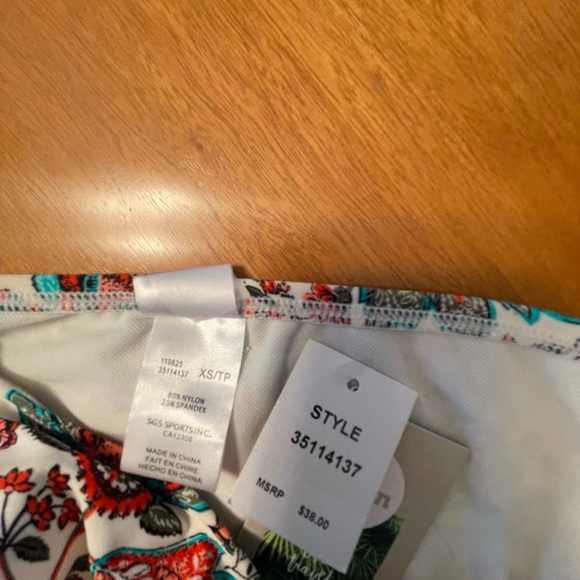 110625
35114137 XS/TP
80% NYLON
20% SPANDEX
SGS SPORTS INC.
CA12305
MADE IN CHINA
FAIT EN CHINE
HECHO EN CHINA
STYLE
35114137
MSRP $38.00